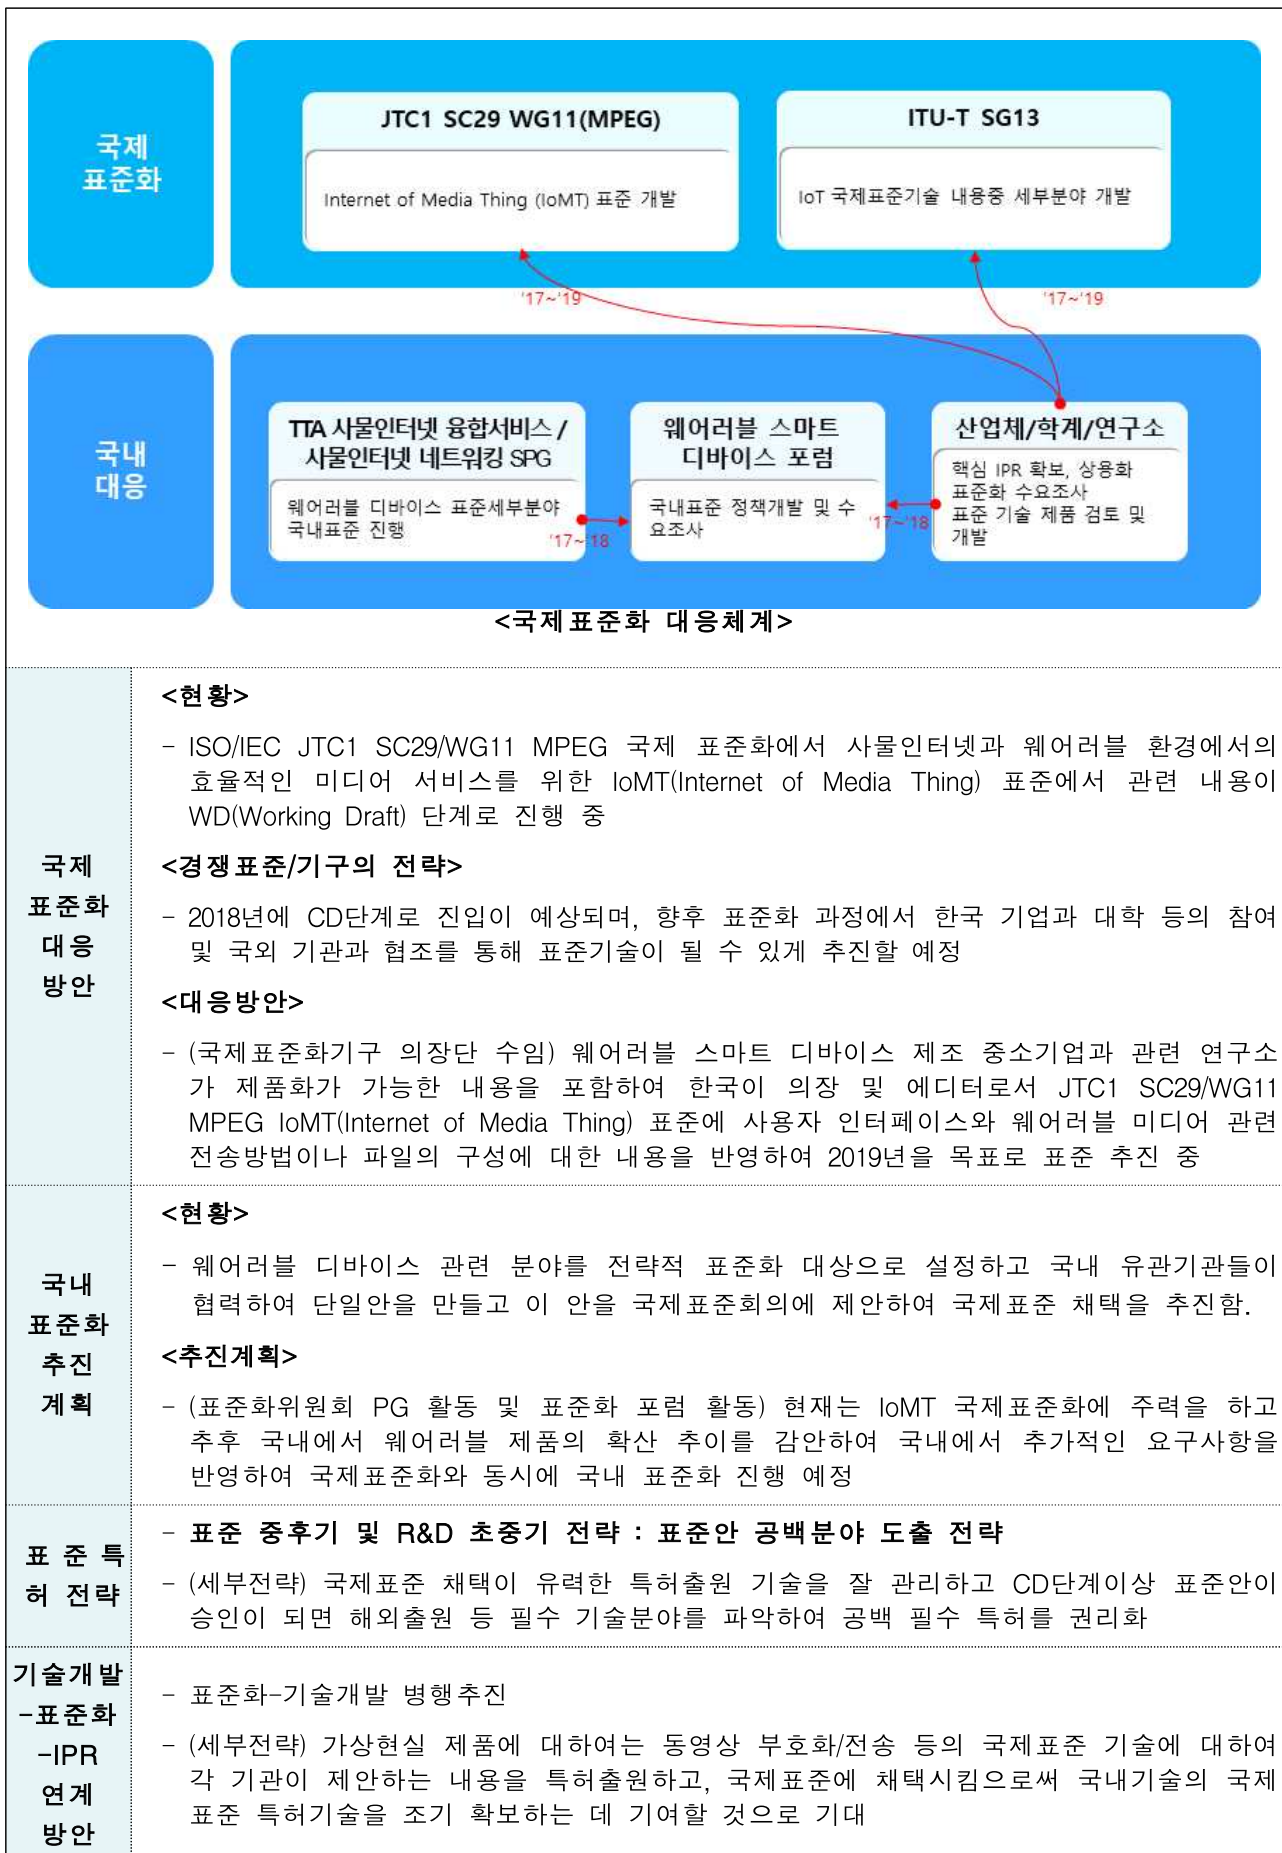 국제
표준화
JTC1 SC29 WG11(MPEG)
Internet of Media Thing (IoMT) 표준 개발
ITU-T SG13
IoT 국제표준기술 내용중 세부분야 개발
'17~'19
'17~'19
국내
대응
TTA 사물인터넷 융합서비스 /
사물인터넷 네트워킹 SPG
웨어러블 디바이스 표준세부분야
국내표준 진행
'17~'18
웨어러블 스마트
디바이스 포럼
국내표준 정책개발 및 수
요조사
'17~'18
산업체/학계/연구소
핵심 IPR 확보, 상용화
표준화 수요조사
표준 기술 제품 검토 및
개발
<국제표준화 대응체계>
국제
표준화
대응
방안
<현황>
- ISO/IEC JTC1 SC29/WG11 MPEG 국제 표준화에서 사물인터넷과 웨어러블 환경에서의
효율적인 미디어 서비스를 위한 IoMT(Internet of Media Thing) 표준에서 관련 내용이
WD(Working Draft) 단계로 진행 중
<경쟁표준/기구의 전략>
- 2018년에 CD단계로 진입이 예상되며, 향후 표준화 과정에서 한국 기업과 대학 등의 참여
및 국외 기관과 협조를 통해 표준기술이 될 수 있게 추진할 예정
<대응방안>
- (국제표준화기구 의장단 수임) 웨어러블 스마트 디바이스 제조 중소기업과 관련 연구소
가 제품화가 가능한 내용을 포함하여 한국이 의장 및 에디터로서 JTC1 SC29/WG11
MPEG IoMT(Internet of Media Thing) 표준에 사용자 인터페이스와 웨어러블 미디어 관련
전송방법이나 파일의 구성에 대한 내용을 반영하여 2019년을 목표로 표준 추진 중
국내
표준화
추진
계획
<현황>
- 웨어러블 디바이스 관련 분야를 전략적 표준화 대상으로 설정하고 국내 유관기관들이
협력하여 단일안을 만들고 이 안을 국제표준회의에 제안하여 국제표준 채택을 추진함.
<추진계획>
- (표준화위원회 PG 활동 및 표준화 포럼 활동) 현재는 IoMT 국제표준화에 주력을 하고
추후 국내에서 웨어러블 제품의 확산 추이를 감안하여 국내에서 추가적인 요구사항을
반영하여 국제표준화와 동시에 국내 표준화 진행 예정
표 준 특
허 전략
- 표준 중후기 및 R&D 초중기 전략 : 표준안 공백분야 도출 전략
- (세부전략) 국제표준 채택이 유력한 특허출원 기술을 잘 관리하고 CD단계이상 표준안이
승인이 되면 해외출원 등 필수 기술분야를 파악하여 공백 필수 특허를 권리화
기술개발
-표준화
-IPR
연계
방안
- 표준화-기술개발 병행추진
- (세부전략) 가상현실 제품에 대하여는 동영상 부호화/전송 등의 국제표준 기술에 대하여
각 기관이 제안하는 내용을 특허출원하고, 국제표준에 채택시킴으로써 국내기술의 국제
표준 특허기술을 조기 확보하는 데 기여할 것으로 기대